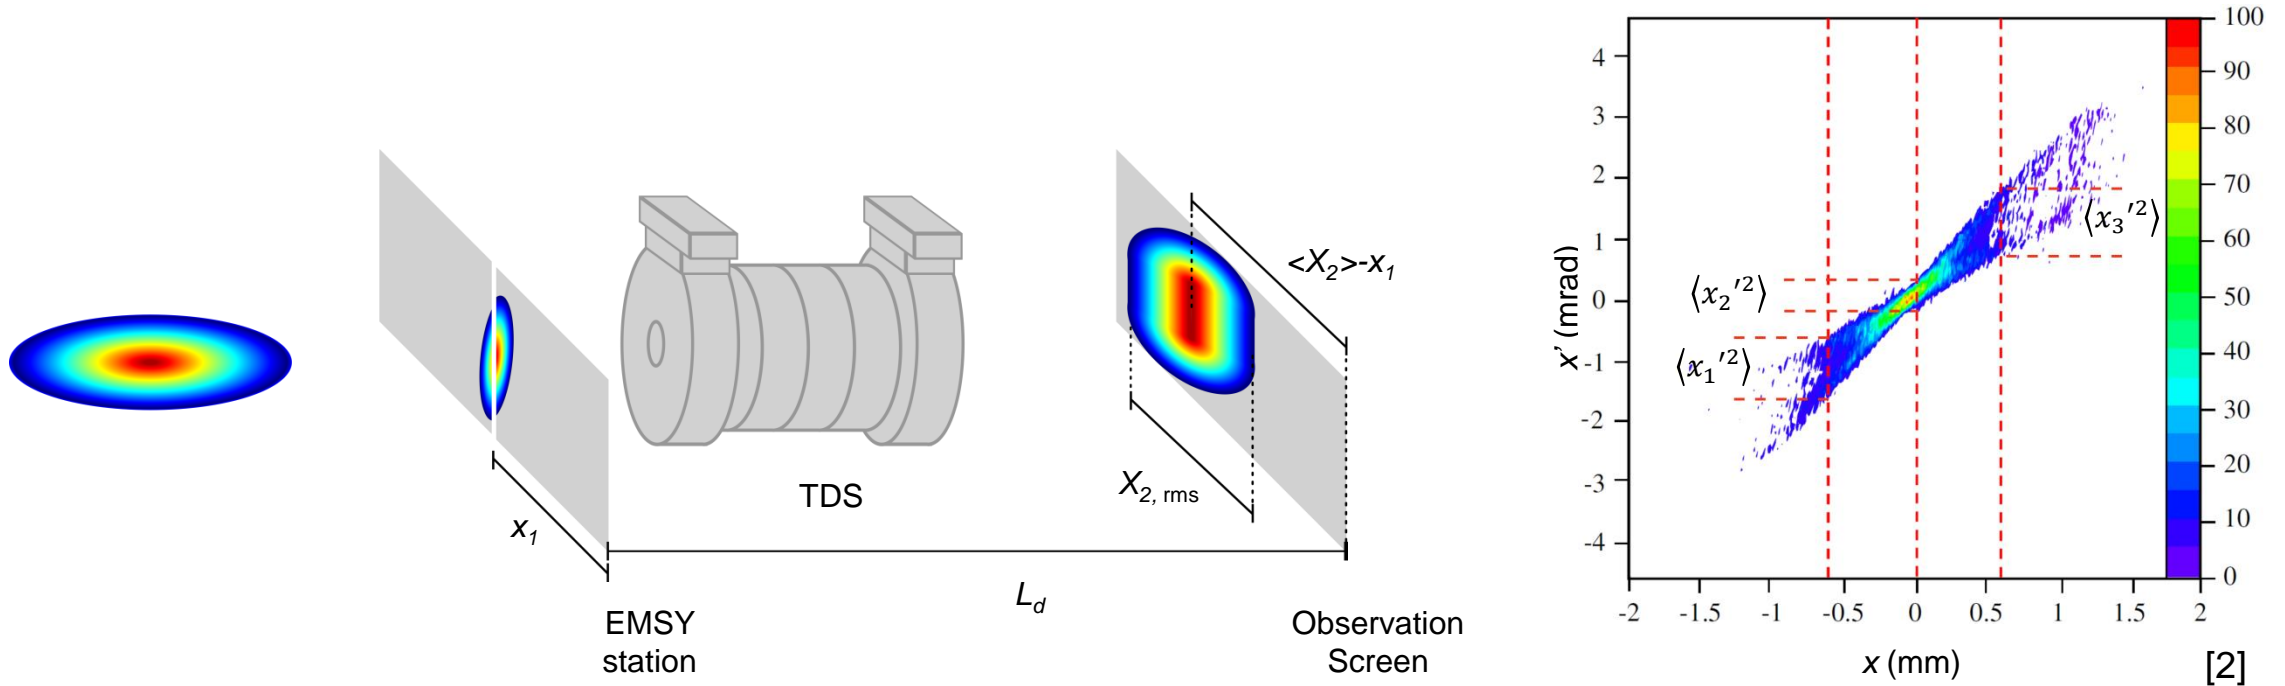 x₁
EMSY
station
TDS
L_d
<X₂>-x₁
X₂, rms
Observation
Screen
x' (mrad)
4
3
2
1
0
-1
-2
-3
-4
⟨x₂′²⟩
⟨x₁′²⟩
⟨x₃′²⟩
-2 -1.5 -1 -0.5 0 0.5 1 1.5 2
x (mm)
100
90
80
70
60
50
40
30
20
10
0
[2]